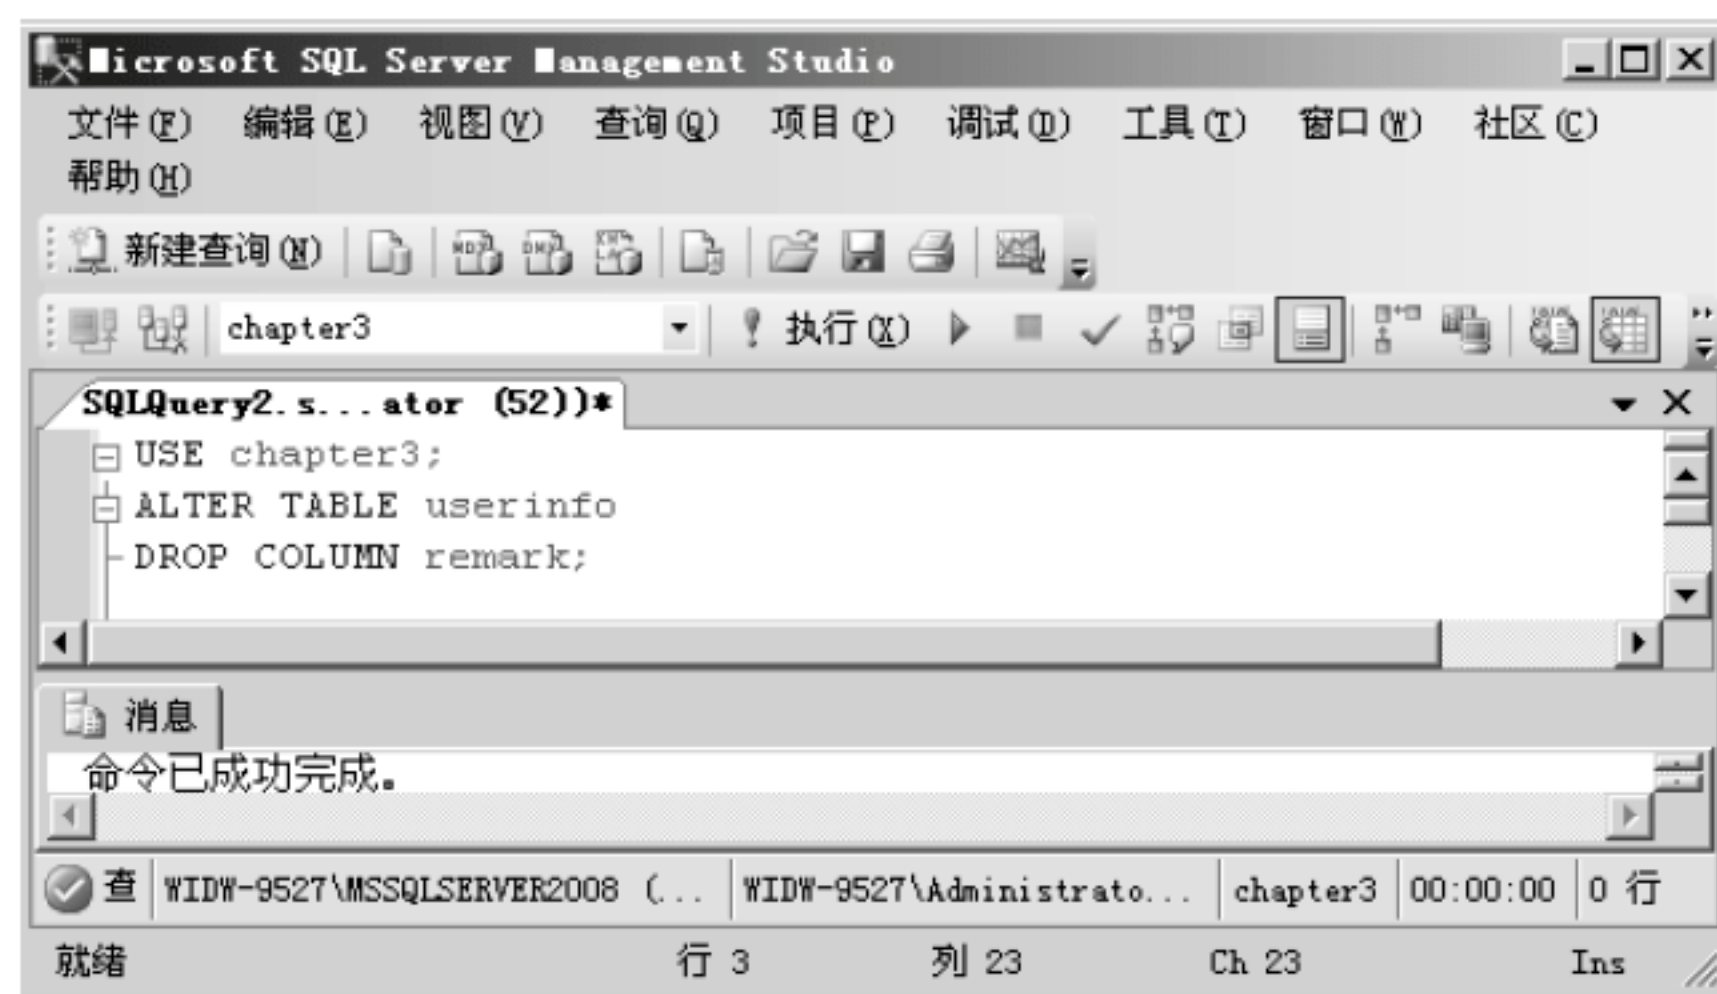 Microsoft SQL Server Management Studio
文件(F) 编辑(E) 视图(V) 查询(Q) 项目(P) 调试(D) 工具(T) 窗口(W) 社区(C)
帮助(H)
新建查询(N)
chapter3 执行(X)
SQLQuery2.s...ator (52))*
USE chapter3;
ALTER TABLE userinfo
DROP COLUMN remark;
消息
命令已成功完成。
查 WIDW-9527\MSSQLSERVER2008 (... WIDW-9527\Administrato... chapter3 00:00:00 0 行
就绪 行 3 列 23 Ch 23 Ins